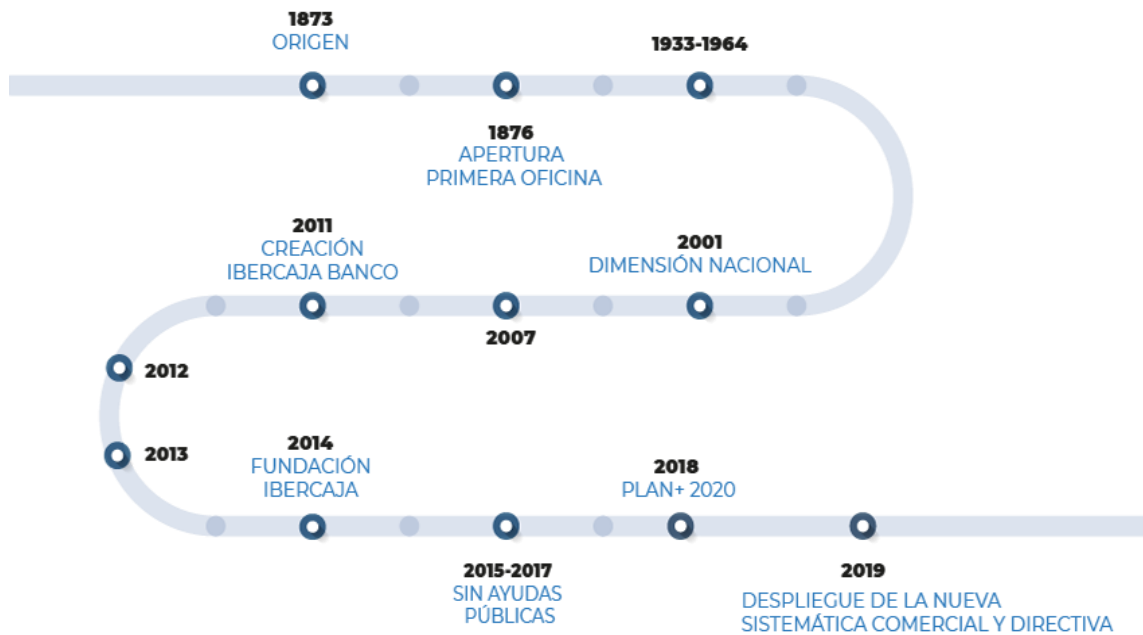 1873
ORIGEN
1876
APERTURA
PRIMERA OFICINA
1933-1964
2001
DIMENSIÓN NACIONAL
2007
2011
CREACIÓN
IBERCAJA BANCO
2012
2013
2014
FUNDACIÓN
IBERCAJA
2015-2017
SIN AYUDAS
PÚBLICAS
2018
PLAN+ 2020
2019
DESPLIEGUE DE LA NUEVA
SISTEMÁTICA COMERCIAL Y DIRECTIVA